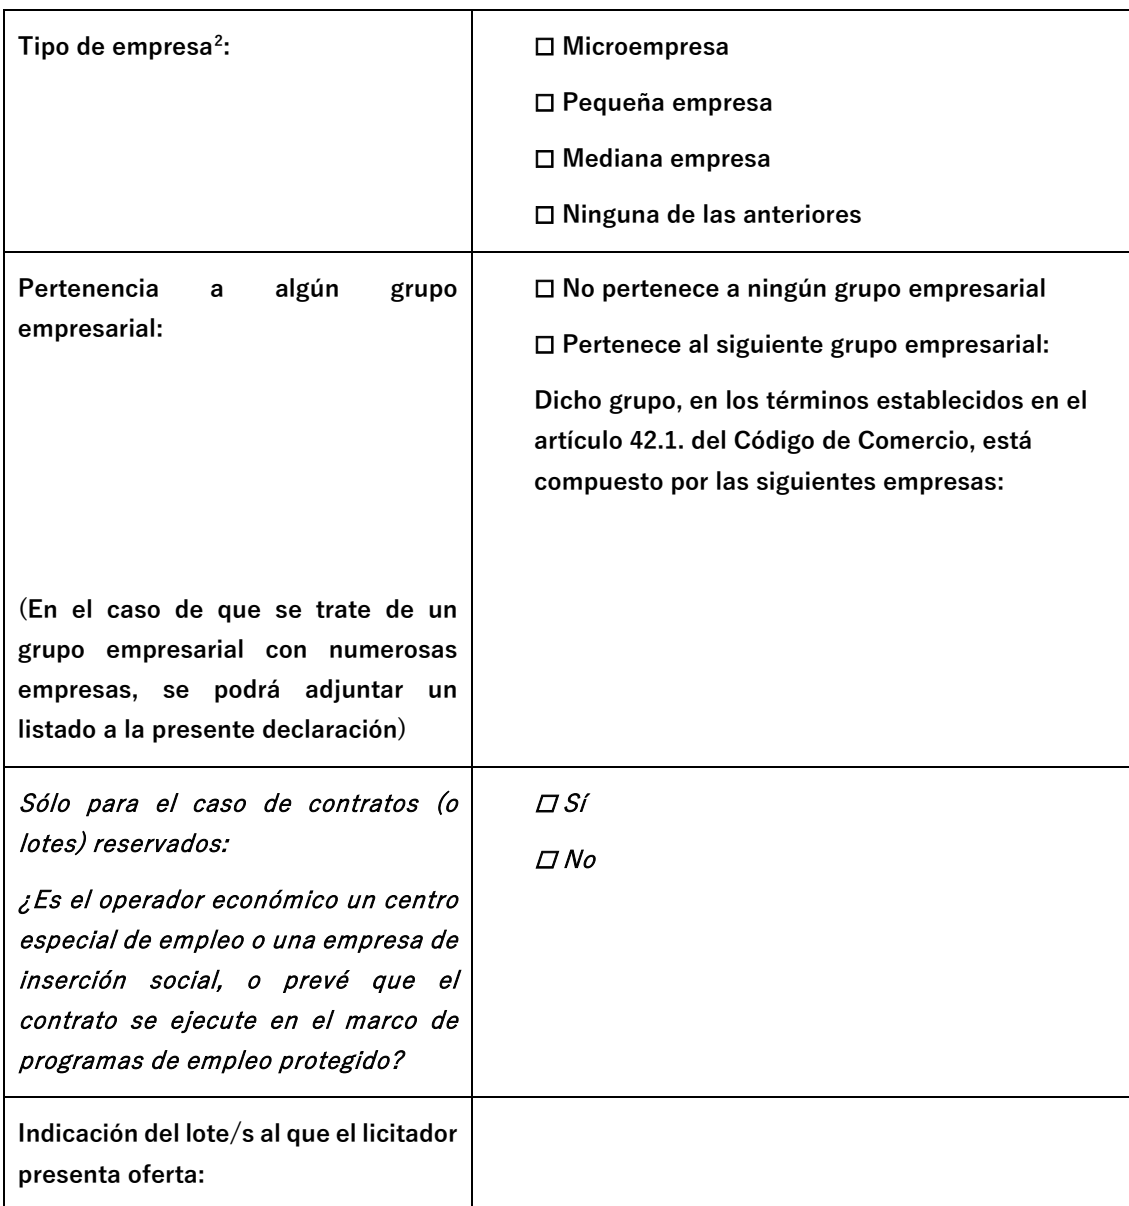 Tipo de empresa²:
☐ Microempresa
☐ Pequeña empresa
☐ Mediana empresa
☐ Ninguna de las anteriores
Pertenencia a algún grupo
empresarial:
(En el caso de que se trate de un
grupo empresarial con numerosas
empresas, se podrá adjuntar un
listado a la presente declaración)
☐ No pertenece a ningún grupo empresarial
☐ Pertenece al siguiente grupo empresarial:
Dicho grupo, en los términos establecidos en el
artículo 42.1. del Código de Comercio, está
compuesto por las siguientes empresas:
Sólo para el caso de contratos (o
lotes) reservados:
¿Es el operador económico un centro
especial de empleo o una empresa de
inserción social, o prevé que el
contrato se ejecute en el marco de
programas de empleo protegido?
☐ Sí
☐ No
Indicación del lote/s al que el licitador
presenta oferta: